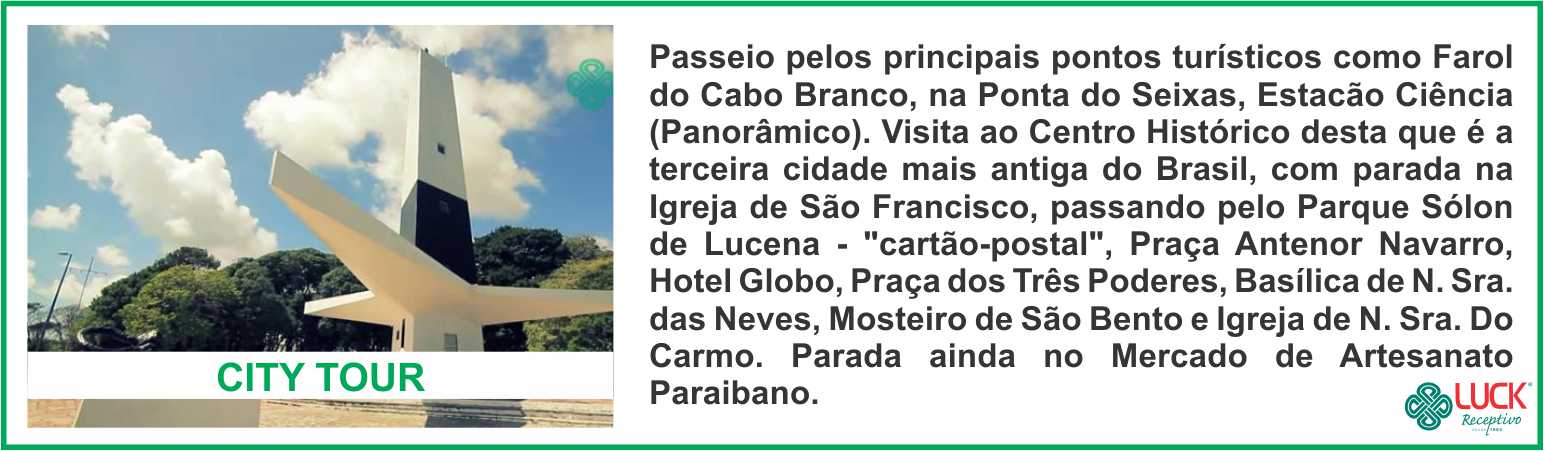 Passeio pelos principais pontos turísticos como Farol
do Cabo Branco, na Ponta do Seixas, Estacão Ciência
(Panorâmico). Visita ao Centro Histórico desta que é a
terceira cidade mais antiga do Brasil, com parada na
Igreja de São Francisco, passando pelo Parque Sólon
de Lucena - "cartão-postal", Praça Antenor Navarro,
Hotel Globo, Praça dos Três Poderes, Basílica de N. Sra.
das Neves, Mosteiro de São Bento e Igreja de N. Sra. Do
Carmo. Parada ainda no Mercado de Artesanato
Paraibano.
CITY TOUR
LUCK
Receptivo